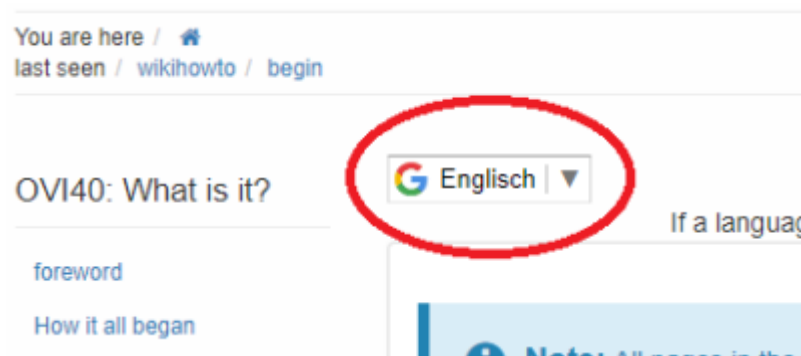 You are here /
last seen / wikihowto / begin
OVI40: What is it?
Englisch
If a languag
foreword
How it all began
Note: All pages in the